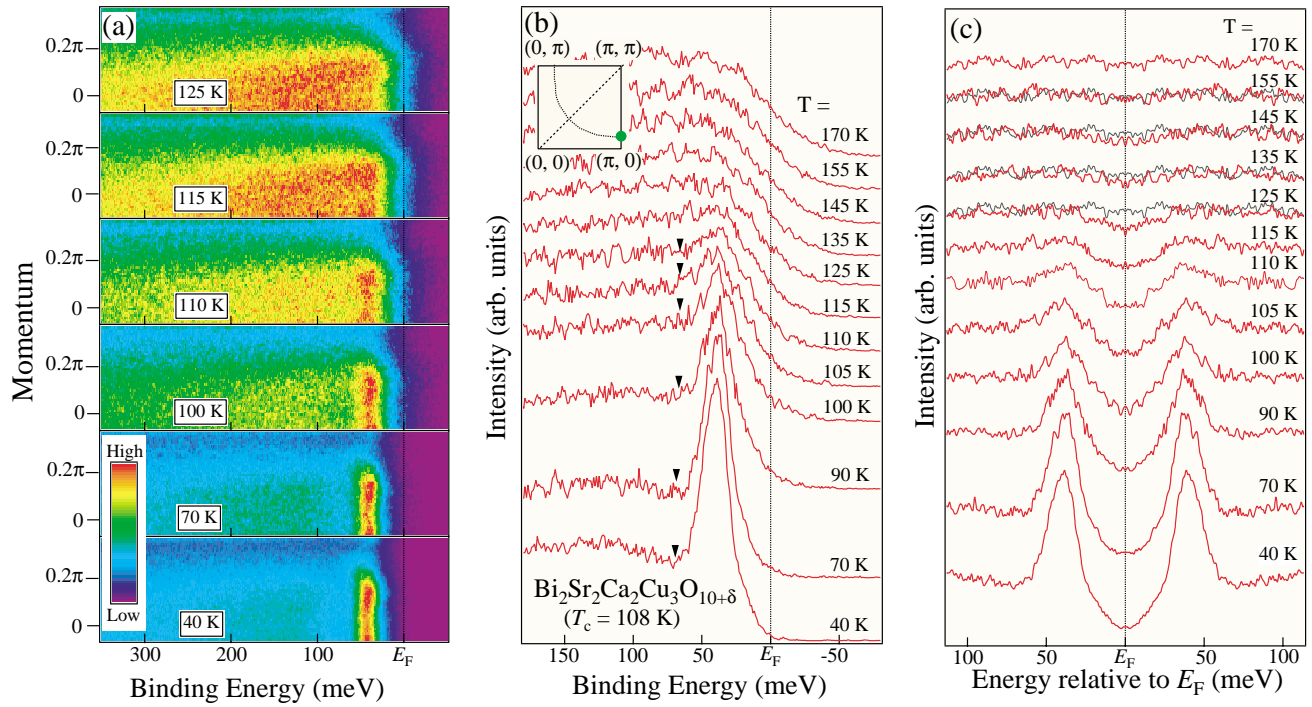 (a)
0.2π
0
125 K
0.2π
0
115 K
0.2π
0
110 K
0.2π
0
100 K
High
Low
0.2π
0
70 K
0.2π
0
40 K
Momentum
300
200
100
E_F
Binding Energy (meV)
(b)
(0, π)
(π, π)
(0, 0)
(π, 0)
T =
170 K
155 K
145 K
135 K
125 K
115 K
110 K
105 K
100 K
90 K
70 K
40 K
Bi₂Sr₂Ca₂Cu₃O₁₀₊δ
(T_c = 108 K)
Intensity (arb. units)
150
100
50
E_F
-50
Binding Energy (meV)
(c)
T =
170 K
155 K
145 K
135 K
125 K
115 K
110 K
105 K
100 K
90 K
70 K
40 K
Intensity (arb. units)
100
50
E_F
50
100
Energy relative to E_F (meV)